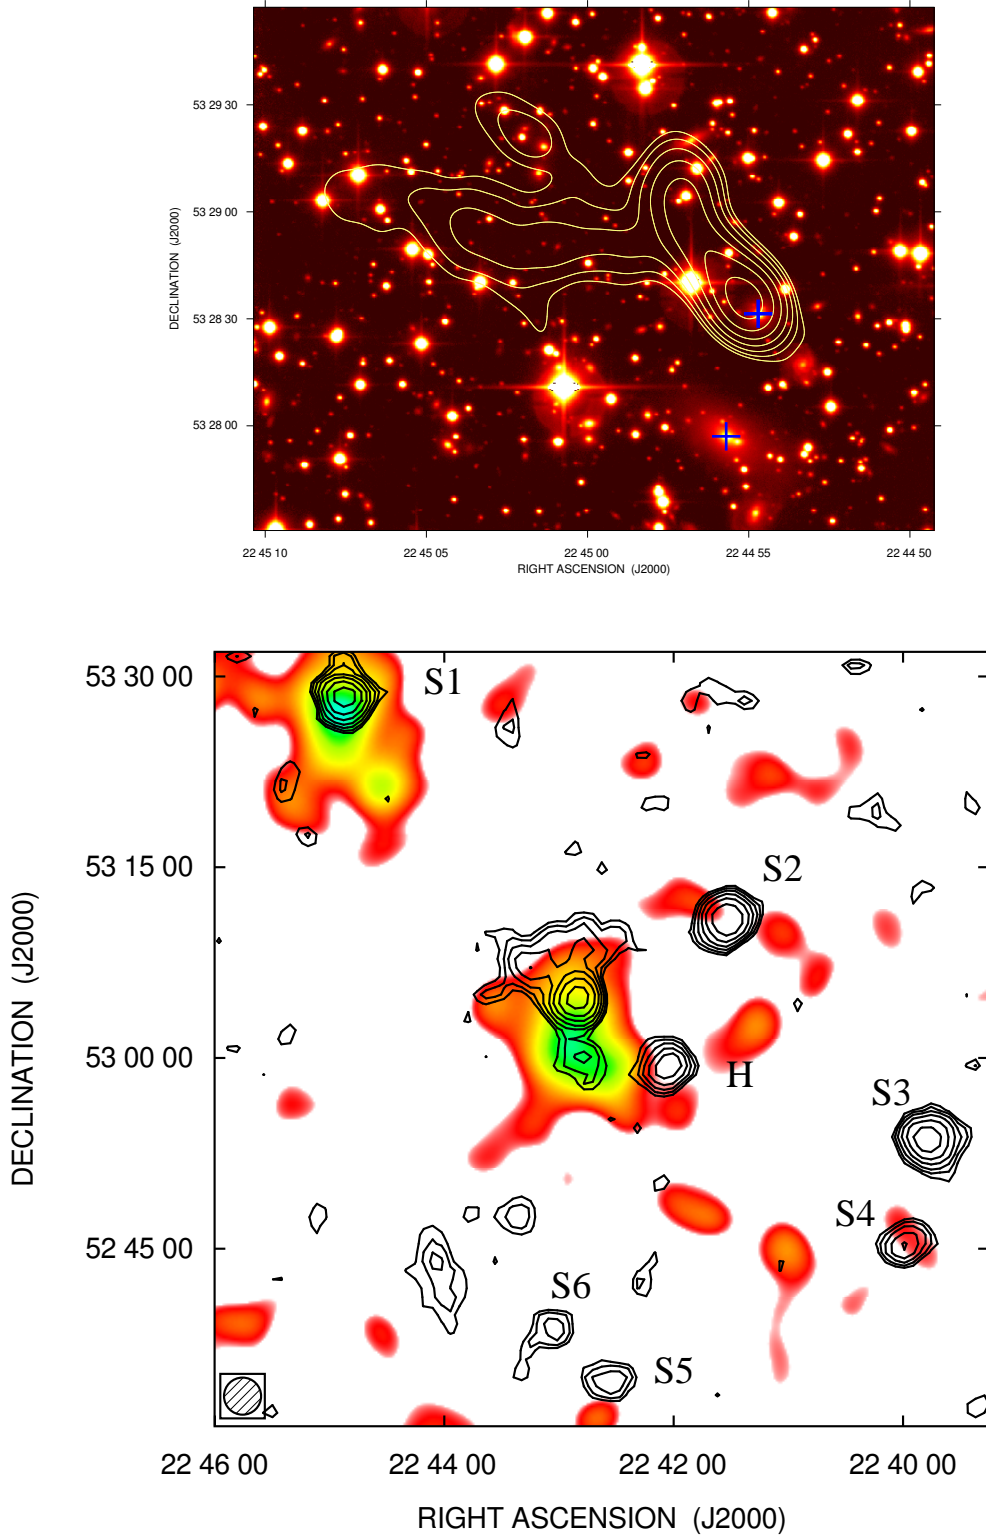 53 29 30
53 29 00
53 28 30
53 28 00
DECLINATION (J2000)
22 45 10
22 45 05
22 45 00
22 44 55
22 44 50
RIGHT ASCENSION (J2000)
53 30 00
53 15 00
53 00 00
52 45 00
DECLINATION (J2000)
S1
S2
H
S3
S4
S6
S5
22 46 00
22 44 00
22 42 00
22 40 00
RIGHT ASCENSION (J2000)